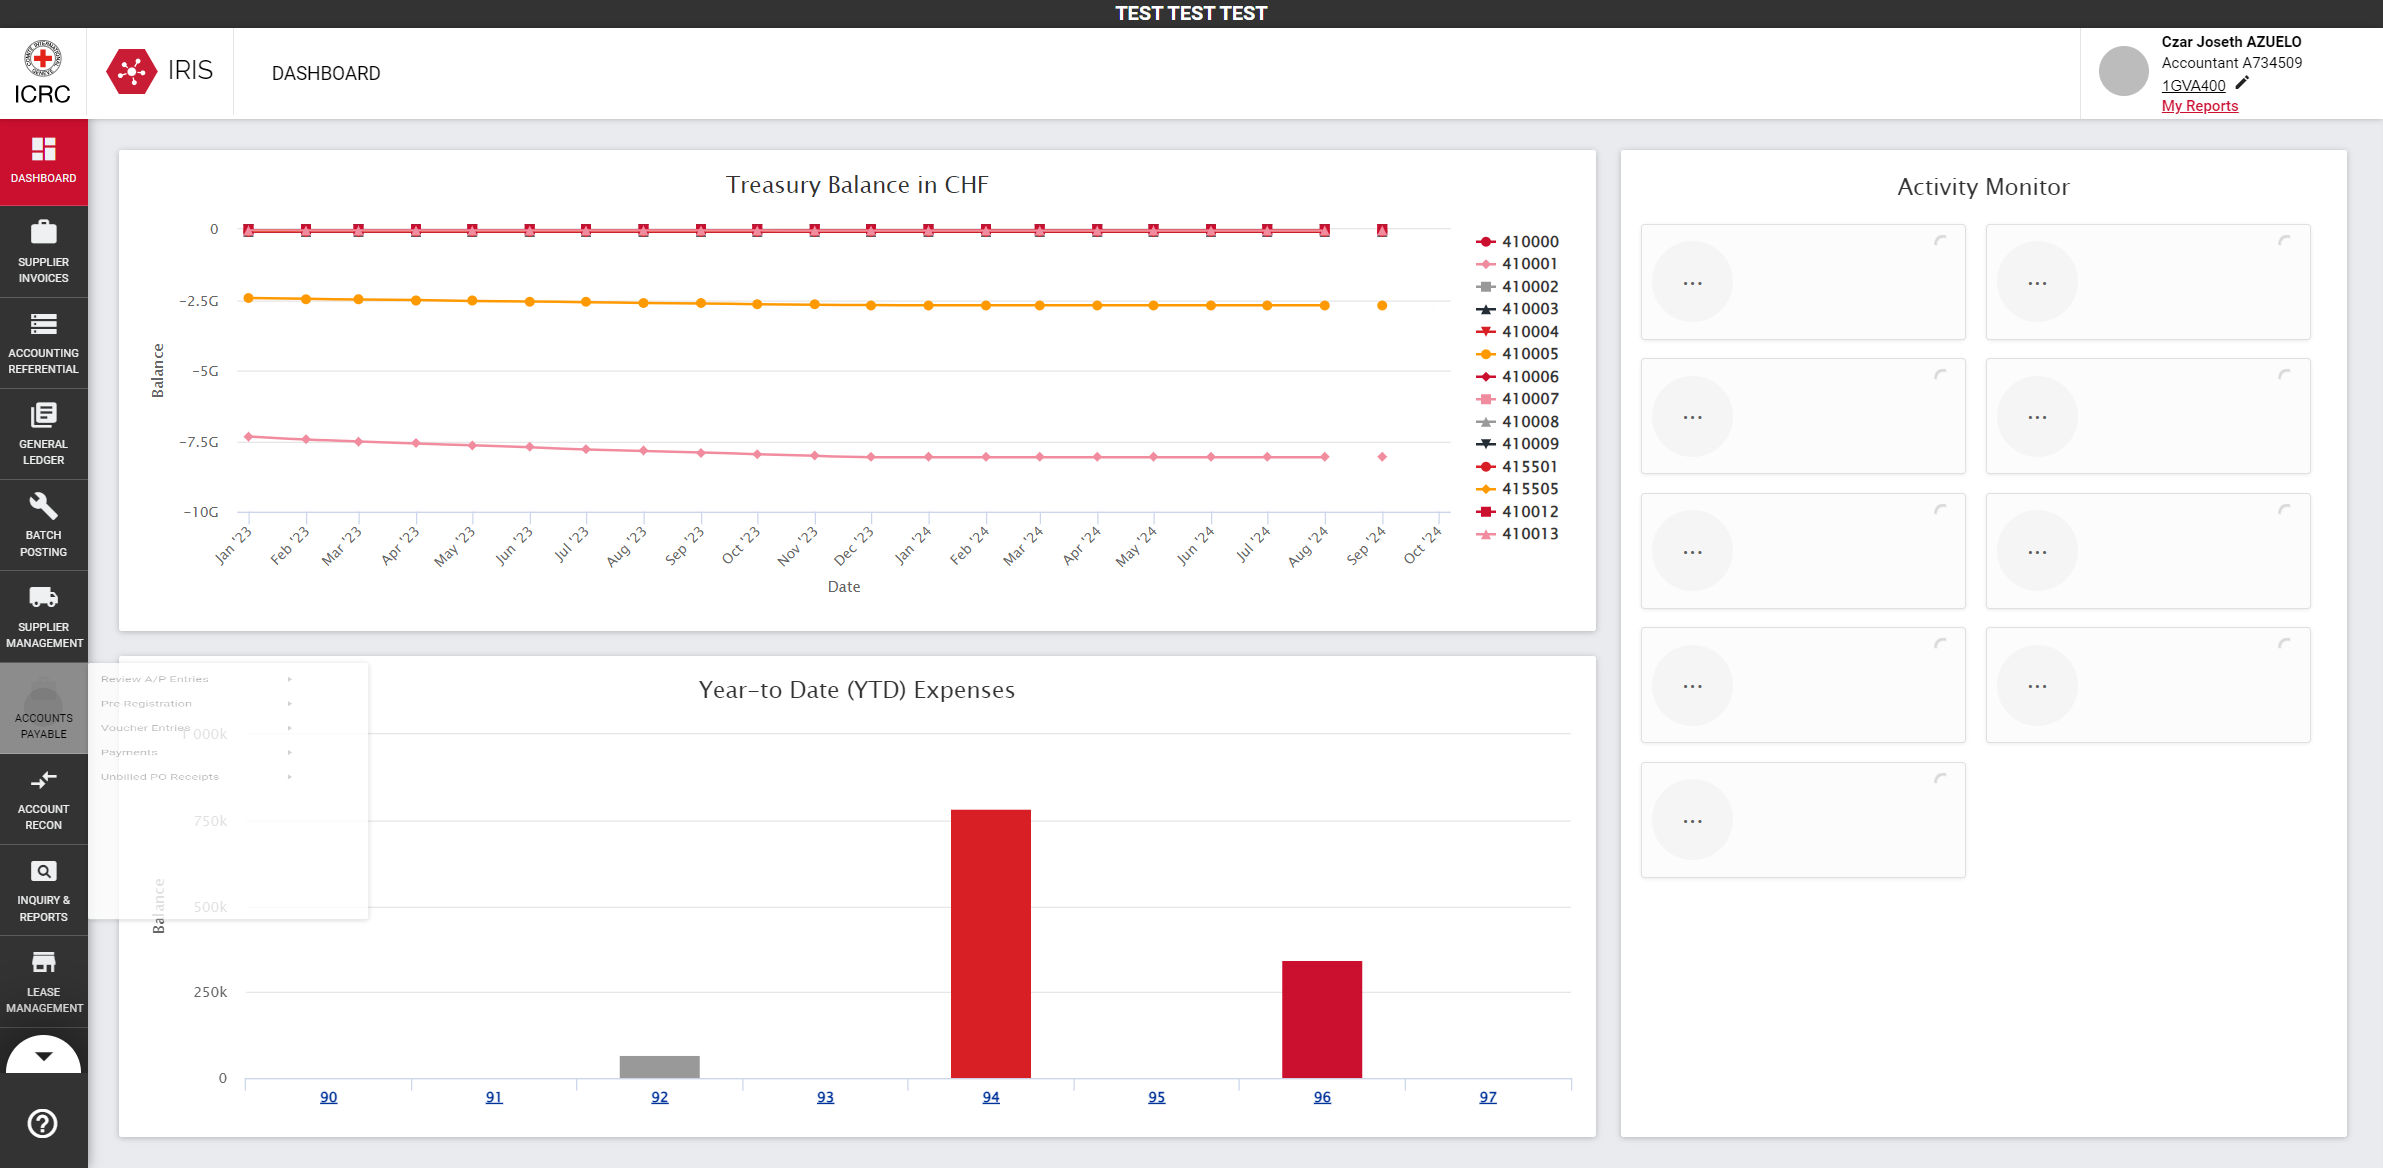 TEST TEST TEST
ICRC
IRIS
DASHBOARD
Czar Joseth AZUELO
Accountant A734509
1GVA400
My Reports
DASHBOARD
SUPPLIER
INVOICES
ACCOUNTING
REFERENTIAL
GENERAL
LEDGER
BATCH
POSTING
SUPPLIER
MANAGEMENT
ACCOUNTS
PAYABLE
ACCOUNT
RECON
INQUIRY &
REPORTS
LEASE
MANAGEMENT
Review A/P Entries
Pre Registration
Voucher Entries
Payments
Unbilled PO Receipts
Treasury Balance in CHF
Balance
0
-2.5G
-5G
-7.5G
-10G
Jan '23
Feb '23
Mar '23
Apr '23
May '23
Jun '23
Jul '23
Aug '23
Sep '23
Oct '23
Nov '23
Dec '23
Jan '24
Feb '24
Mar '24
Apr '24
May '24
Jun '24
Jul '24
Aug '24
Sep '24
Oct '24
Date
410000
410001
410002
410003
410004
410005
410006
410007
410008
410009
415501
415505
410012
410013
Year-to Date (YTD) Expenses
Balance
1 000k
750k
500k
250k
0
90
91
92
93
94
95
96
97
Activity Monitor
...
...
...
...
...
...
...
...
...